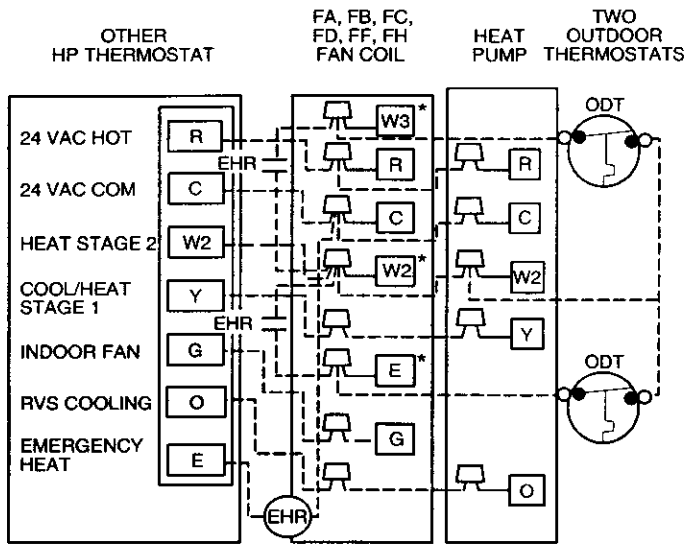 OTHER
HP THERMOSTAT
FA, FB, FC,
FD, FF, FH
FAN COIL
HEAT
PUMP
TWO
OUTDOOR
THERMOSTATS
24 VAC HOT
R
24 VAC COM
C
HEAT STAGE 2
W2
COOL/HEAT
STAGE 1
Y
INDOOR FAN
G
RVS COOLING
O
EMERGENCY
HEAT
E
EHR
EHR
EHR
W3 *
R
C
W2 *
E *
G
R
C
W2
Y
O
ODT
ODT